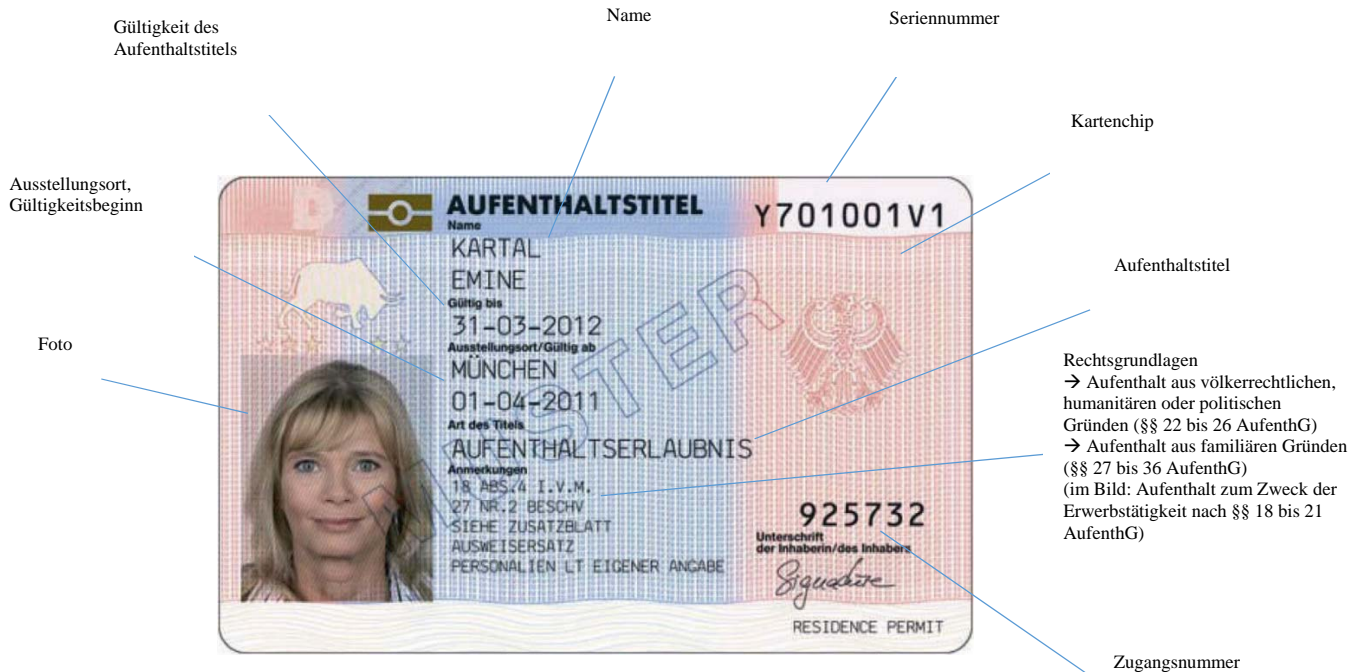 Name
Seriennummer
Gültigkeit des
Aufenthaltstitels
Kartenchip
Ausstellungsort,
Gültigkeitsbeginn
Aufenthaltstitel
Foto
Rechtsgrundlagen
→ Aufenthalt aus völkerrechtlichen,
humanitären oder politischen
Gründen (§§ 22 bis 26 AufenthG)
→ Aufenthalt aus familiären Gründen
(§§ 27 bis 36 AufenthG)
(im Bild: Aufenthalt zum Zweck der
Erwerbstätigkeit nach §§ 18 bis 21
AufenthG)
Zugangsnummer
D
AUFENTHALTSTITEL
Y701001V1
Name
KARTAL
EMINE
Gültig bis
31-03-2012
Ausstellungsort/Gültig ab
MÜNCHEN
01-04-2011
Art des Titels
AUFENTHALTSERLAUBNIS
Anmerkungen
18 ABS.4 I.V.M.
27 NR.2 BESCHV
SIEHE ZUSATZBLATT
AUSWEISERSATZ
PERSONALIEN LT EIGENER ANGABE
MUSTER
925732
Unterschrift
der Inhaberin/des Inhabers
Signature
RESIDENCE PERMIT